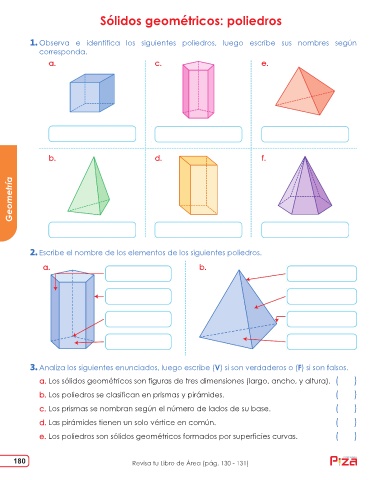 Sólidos geométricos: poliedros
1. Observa e identifica los siguientes poliedros, luego escribe sus nombres según
corresponda.
a. c. e.
b. d. f.
Geometría
2. Escribe el nombre de los elementos de los siguientes poliedros.
a. b.
3. Analiza los siguientes enunciados, luego escribe (V) si son verdaderos o (F) si son falsos.
a. Los sólidos geométricos son figuras de tres dimensiones (largo, ancho, y altura). ( )
b. Los poliedros se clasifican en prismas y pirámides. ( )
c. Los prismas se nombran según el número de lados de su base. ( )
d. Las pirámides tienen un solo vértice en común. ( )
e. Los poliedros son sólidos geométricos formados por superficies curvas. ( )
180 Revisa tu Libro de Área (pág. 130 - 131)